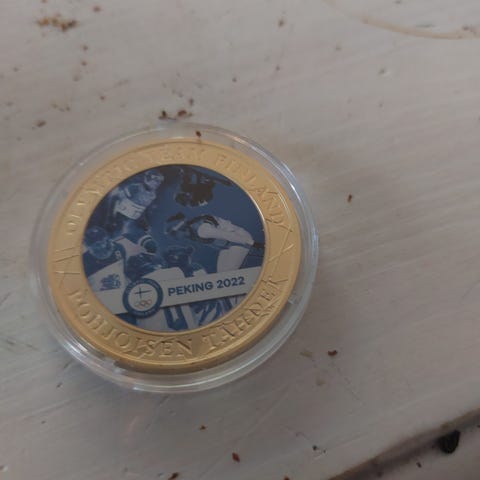 OLYMPIC TEAM FINLAND
PEKING 2022
POHJOISEN TÄHDET